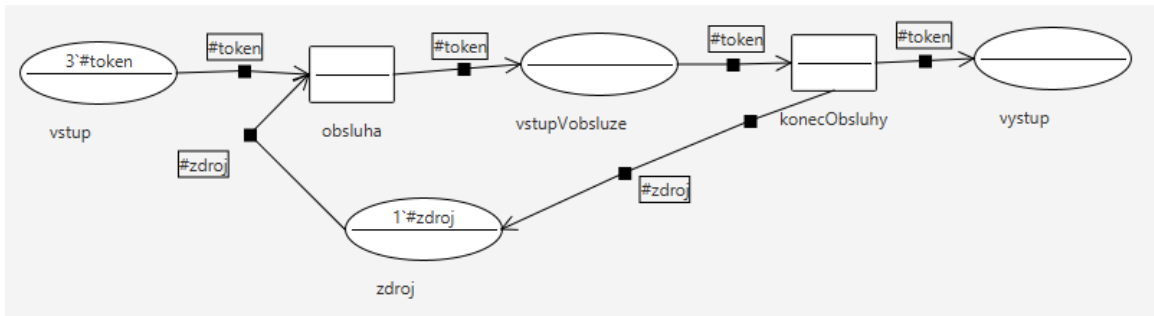 #token
#token
#token
#token
3`#token
vstup
obsluha
vstupVobsluze
konecObsluhy
vystup
#zdroj
#zdroj
1`#zdroj
zdroj